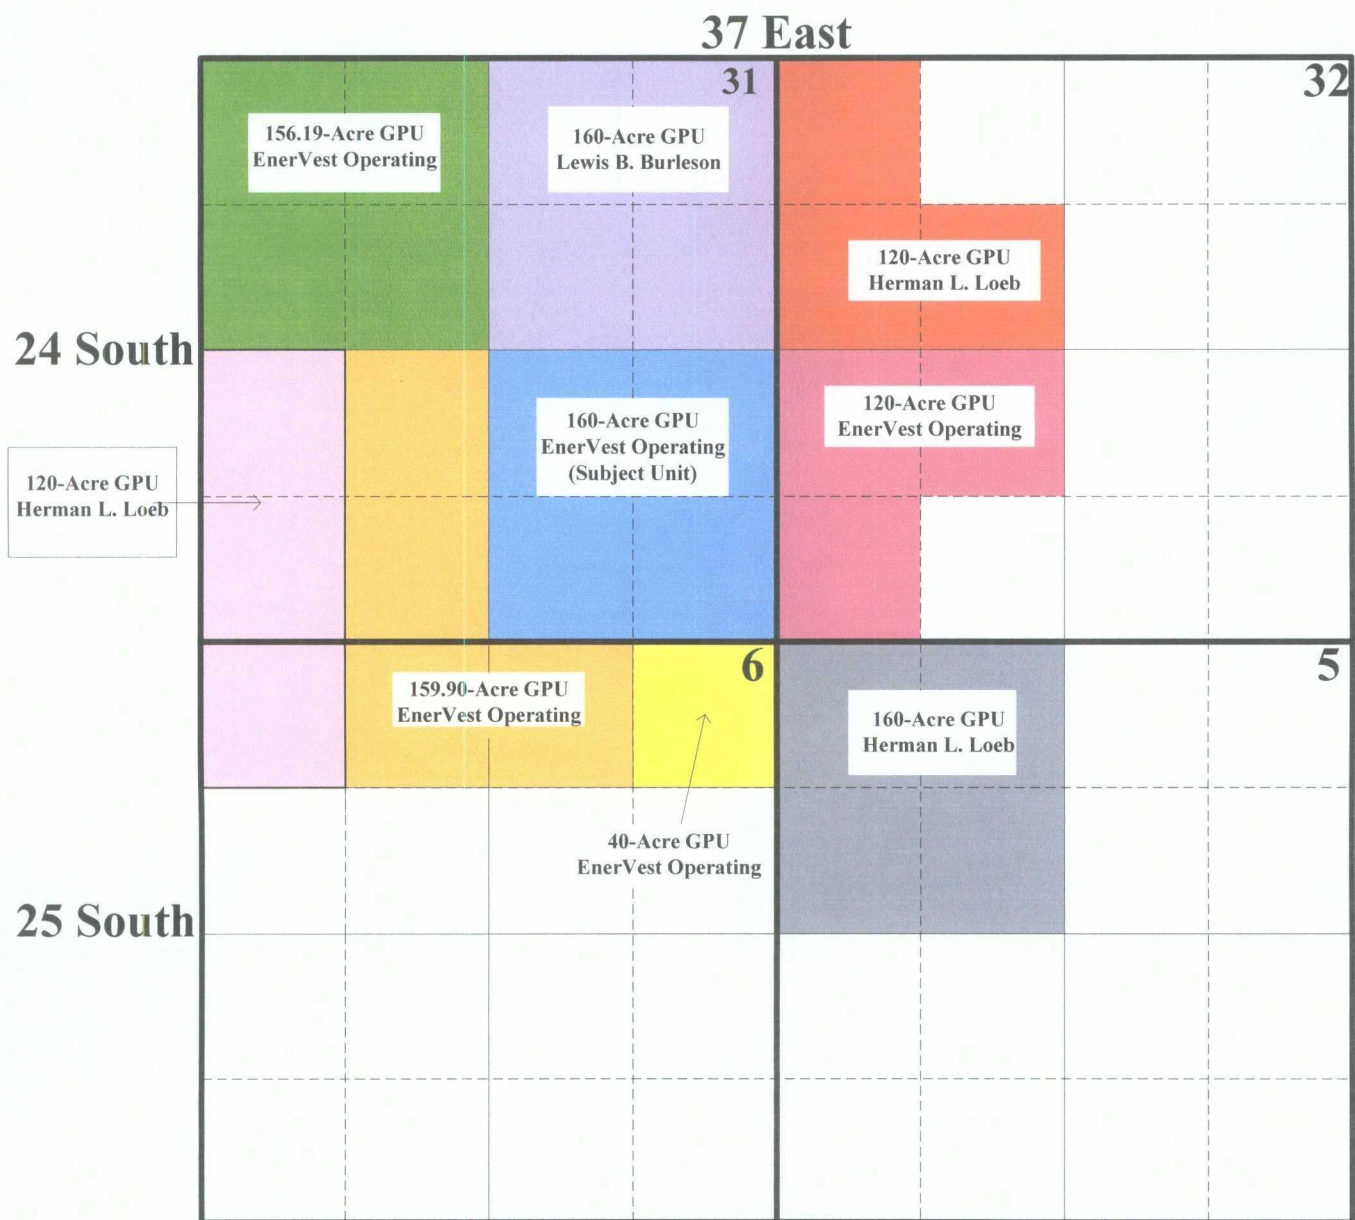 37 East
31
32
156.19-Acre GPU
EnerVest Operating
160-Acre GPU
Lewis B. Burleson
120-Acre GPU
Herman L. Loeb
24 South
160-Acre GPU
EnerVest Operating
(Subject Unit)
120-Acre GPU
EnerVest Operating
120-Acre GPU
Herman L. Loeb
6
5
159.90-Acre GPU
EnerVest Operating
160-Acre GPU
Herman L. Loeb
40-Acre GPU
EnerVest Operating
25 South